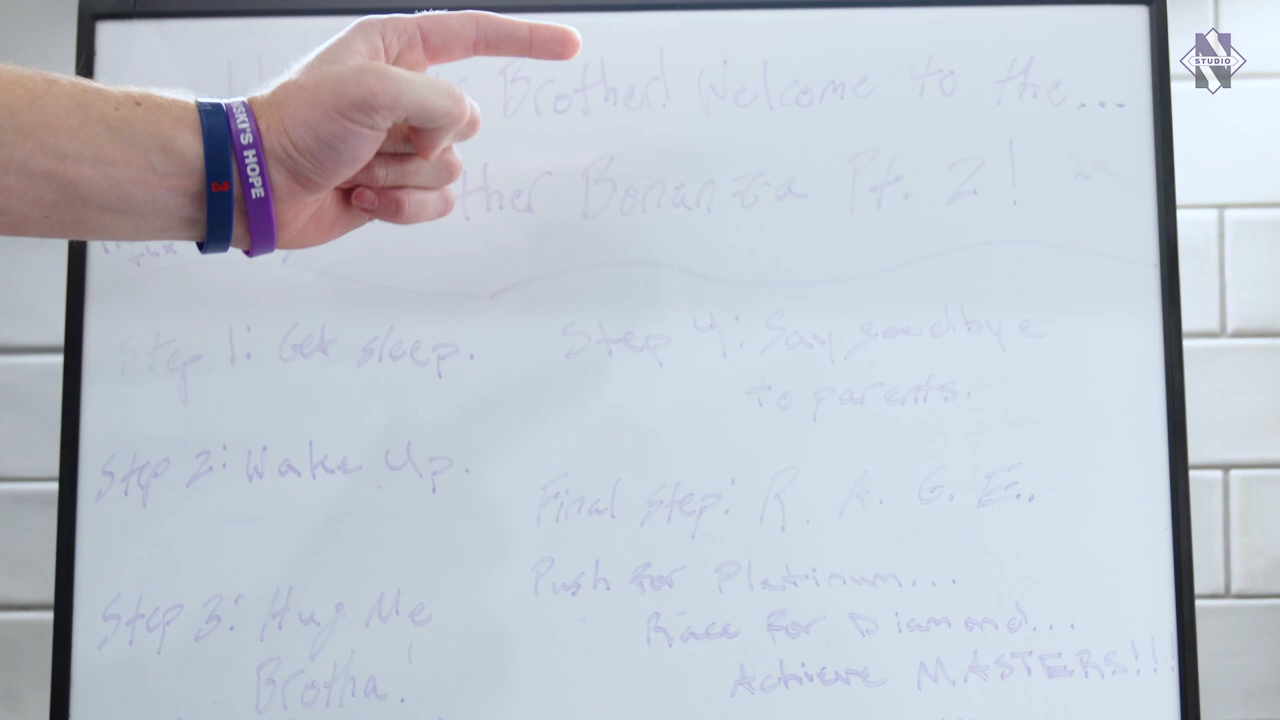 Brother! Welcome to the...
ther Bonanza Pt. 2!
Step 1: Get sleep.
Step 2: Wake Up.
Step 3: Hug Me
Brotha!
Step 4: Say goodbye
to parents.
Final Step: R. A. G. E..
Push for Platinum...
Race for Diamond...
Achieve MASTERS!!!
SKI'S HOPE
N
STUDIO